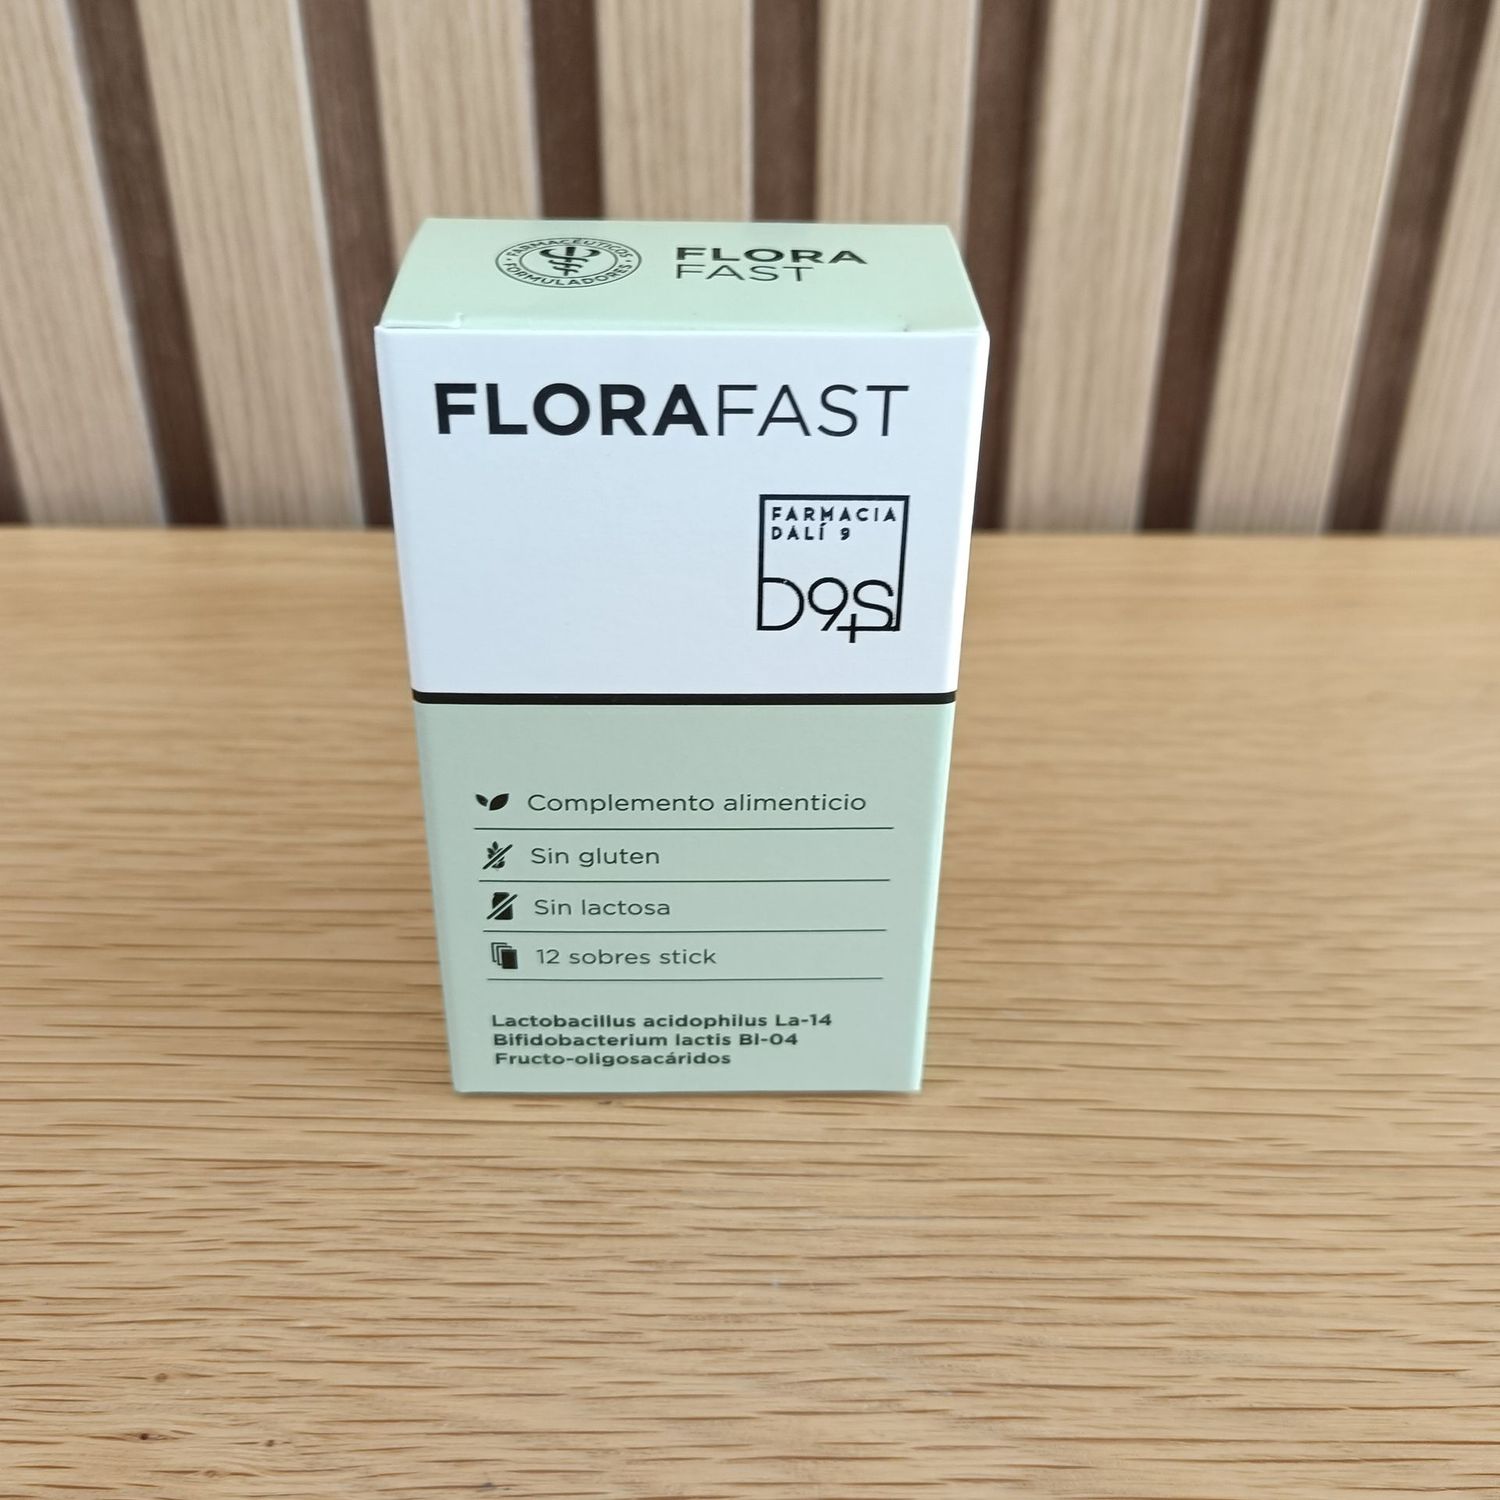 FARMACÉUTICOS
FORMULADORES
FLORA
FAST
FLORAFAST
FARMACIA
DALÍ 9
D9S
Complemento alimenticio
Sin gluten
Sin lactosa
12 sobres stick
Lactobacillus acidophilus La-14
Bifidobacterium lactis Bl-04
Fructo-oligosacáridos